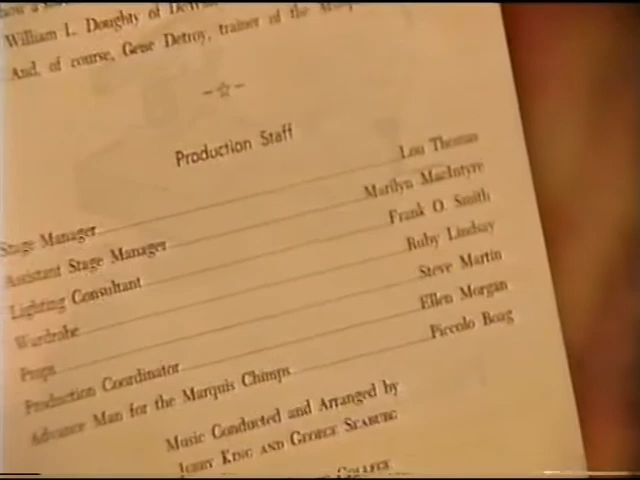 William L. Doughty of
And, of course, Gene Detroy, trainer of the
Production Staff
Stage Manager Lou Thomas
Assistant Stage Manager Marilyn MacIntyre
Lighting Consultant Frank O. Smith
Wardrobe Ruby Lindsay
Props Steve Martin
Production Coordinator Ellen Morgan
Advance Man for the Marquis Chimps Piccolo Boag
Music Conducted and Arranged by
Jerry King and George Seaburg
College